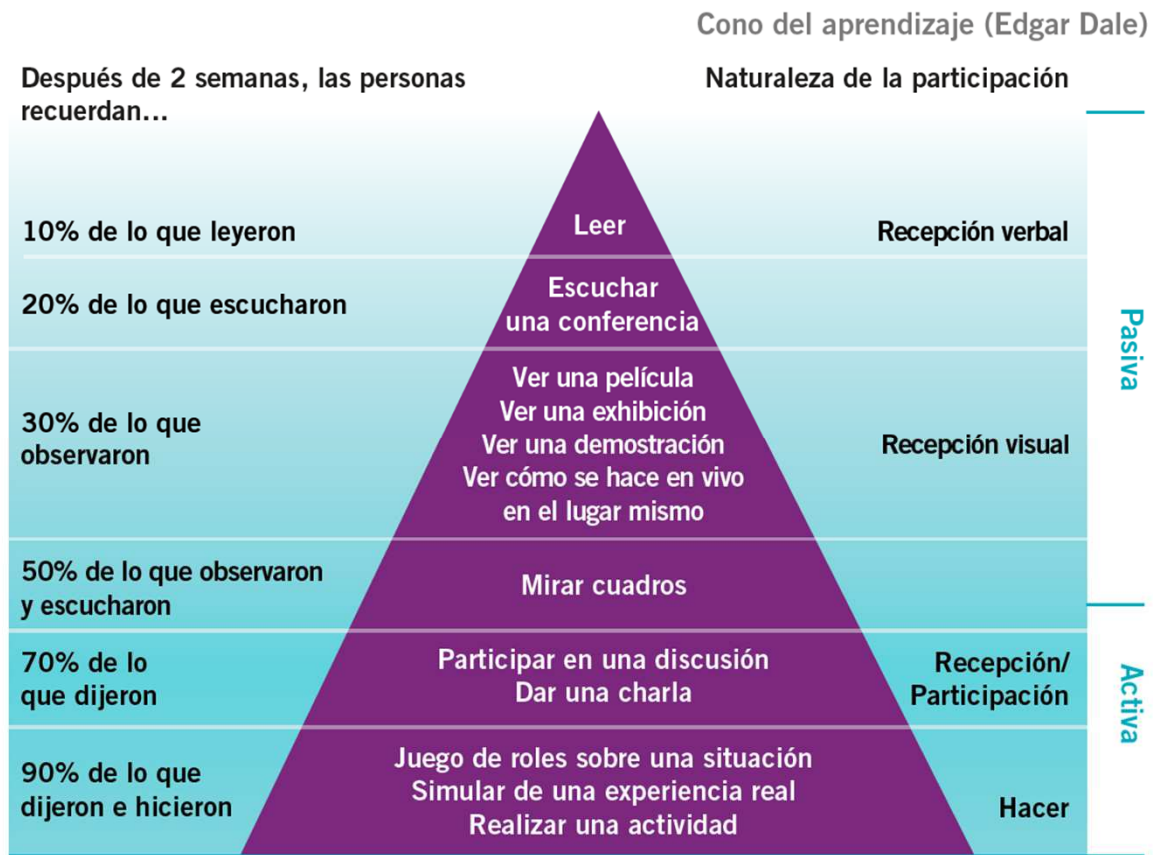 Cono del aprendizaje (Edgar Dale)
Después de 2 semanas, las personas
recuerdan...
Naturaleza de la participación
10% de lo que leyeron
Leer
Recepción verbal
20% de lo que escucharon
Escuchar
una conferencia
30% de lo que
observaron
Ver una película
Ver una exhibición
Ver una demostración
Ver cómo se hace en vivo
en el lugar mismo
Recepción visual
Pasiva
50% de lo que observaron
y escucharon
Mirar cuadros
70% de lo
que dijeron
Participar en una discusión
Dar una charla
Recepción/
Participación
Activa
90% de lo que
dijeron e hicieron
Juego de roles sobre una situación
Simular de una experiencia real
Realizar una actividad
Hacer